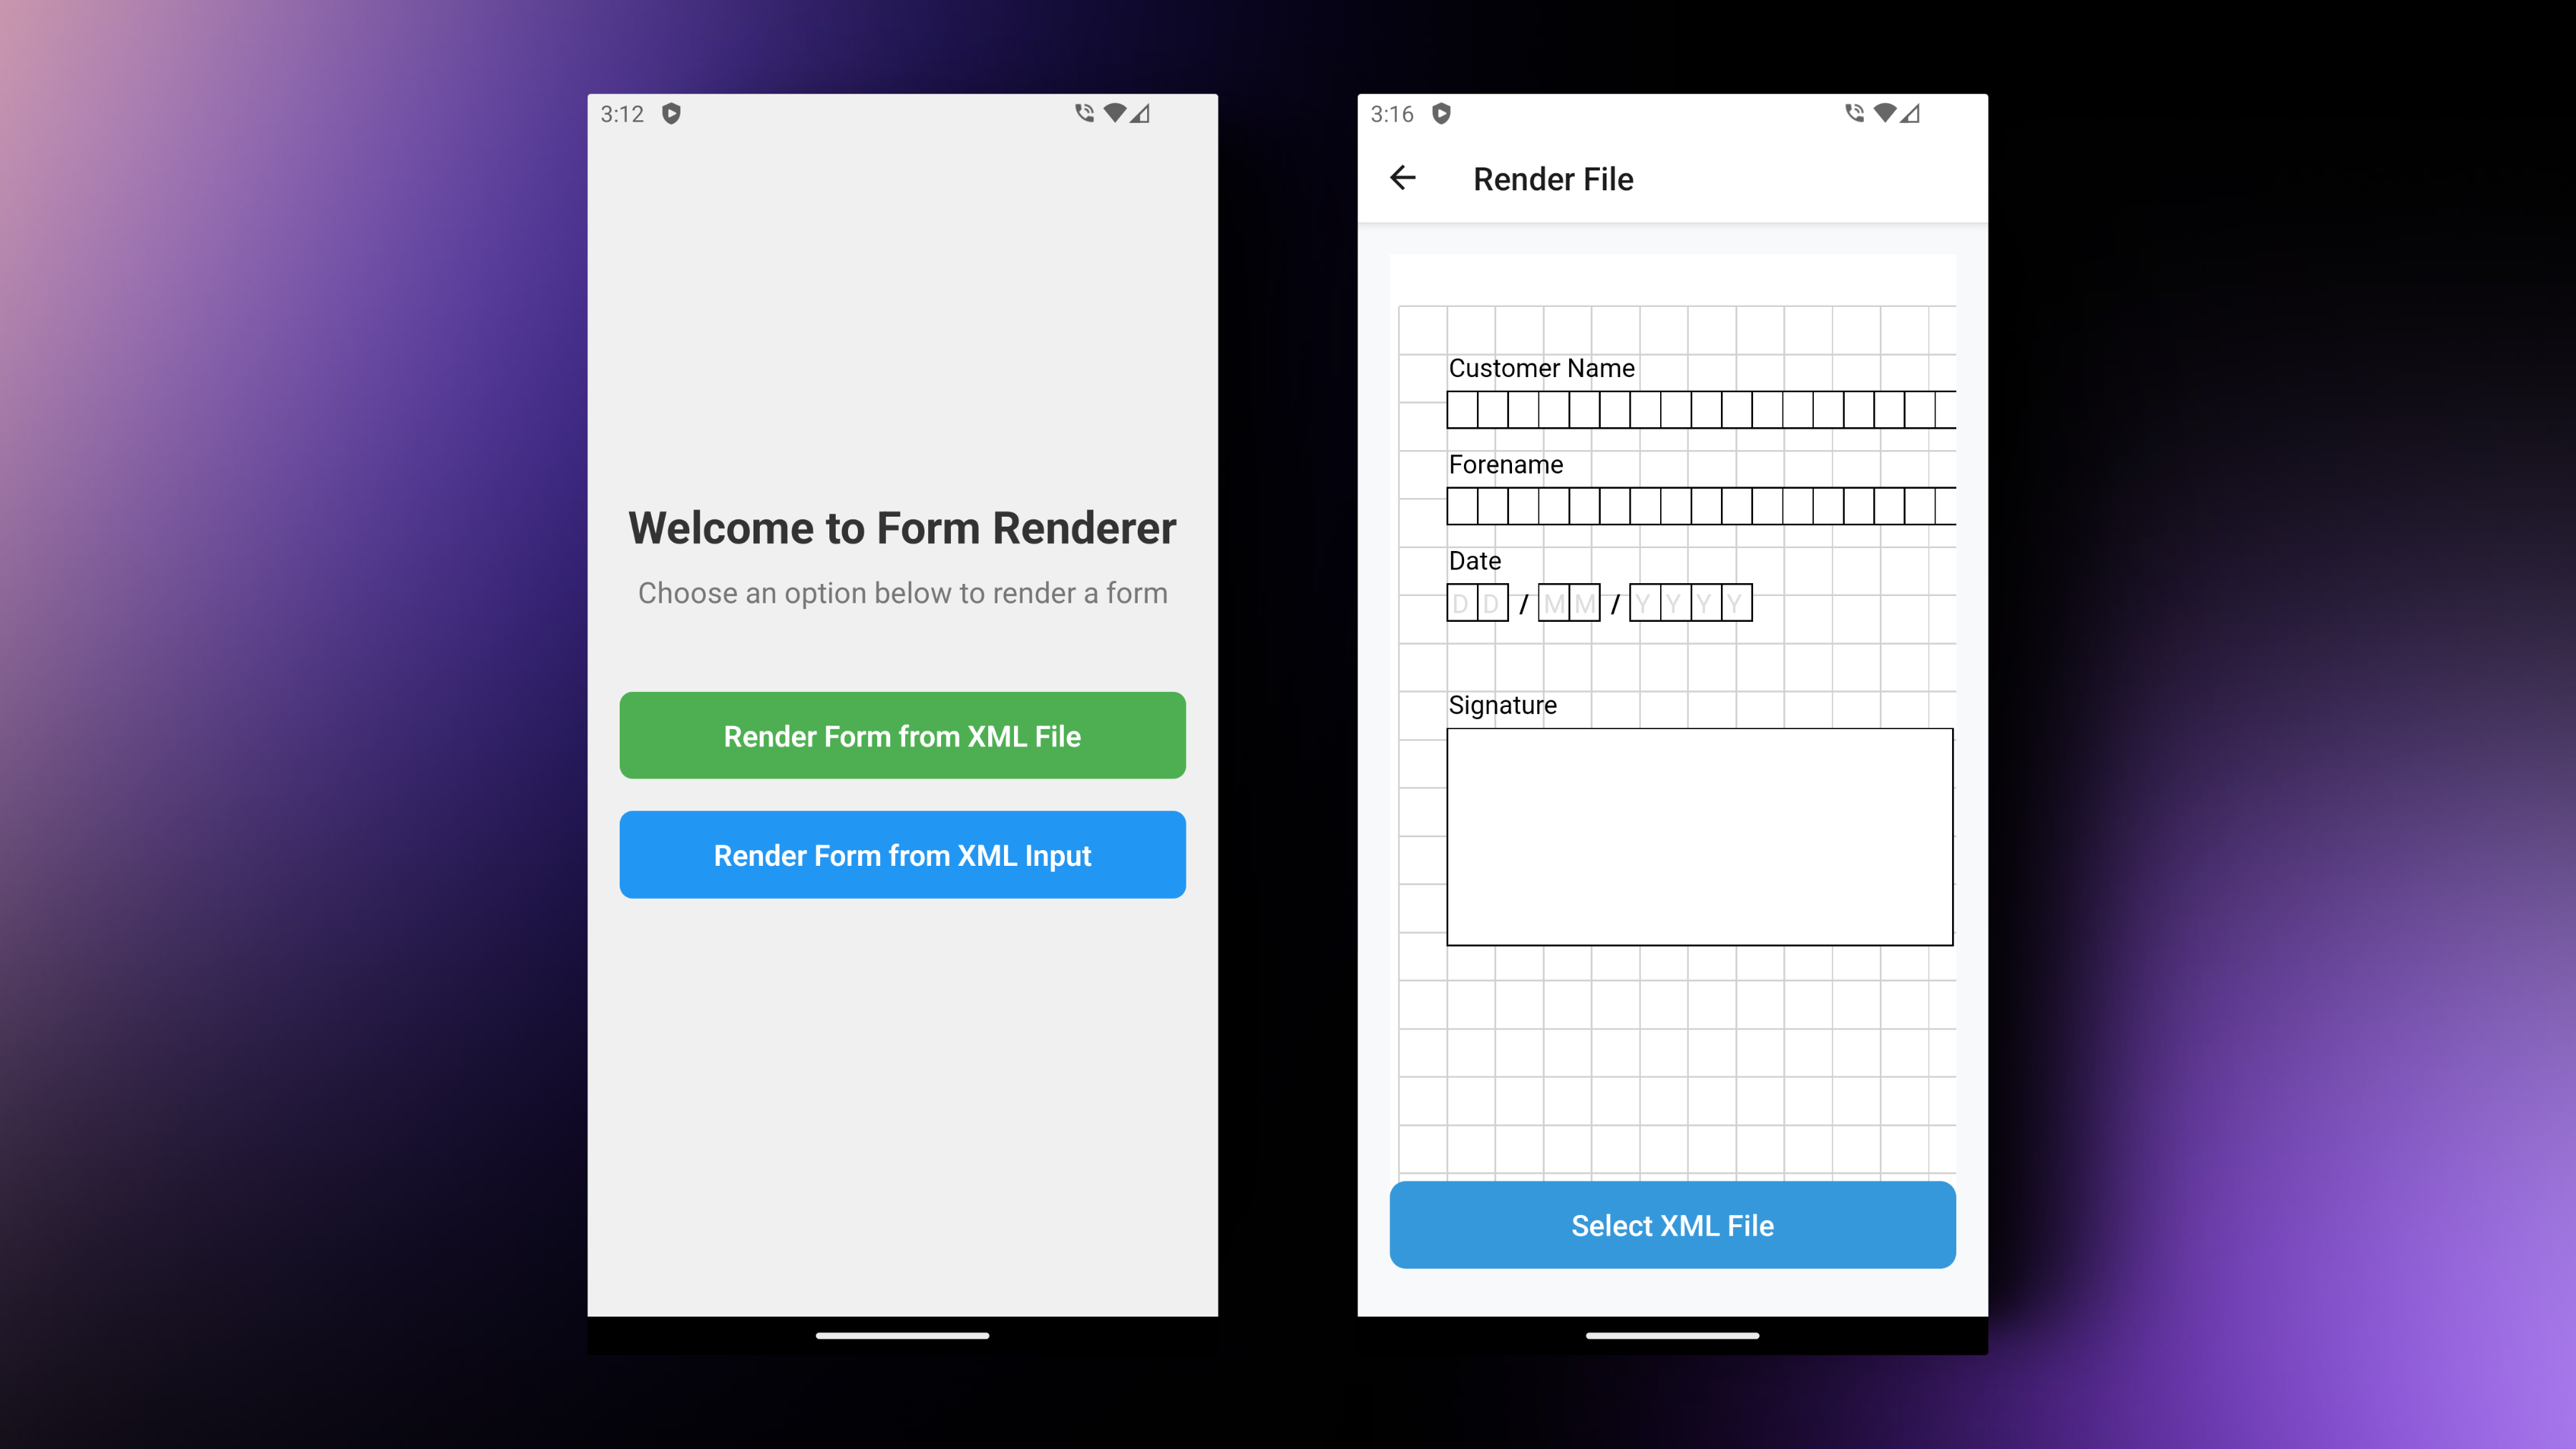 3:12
Welcome to Form Renderer
Choose an option below to render a form
Render Form from XML File
Render Form from XML Input
3:16
Render File
Customer Name
Forename
Date
D D / M M / Y Y Y Y
Signature
Select XML File